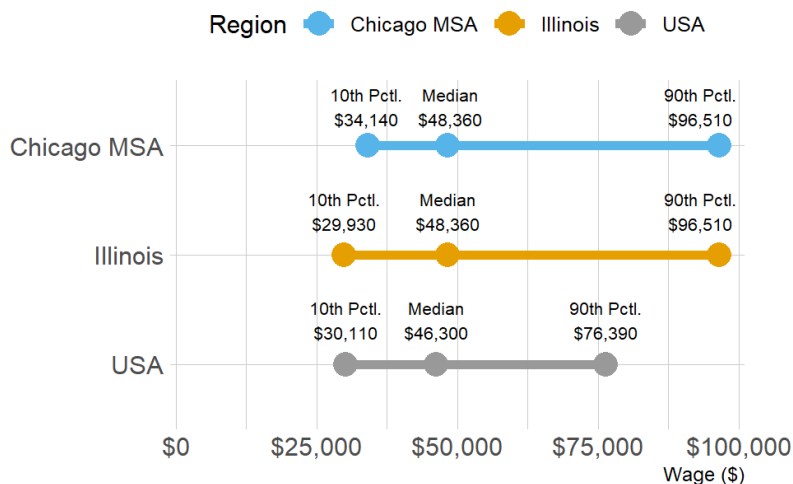 Region Chicago MSA Illinois USA
10th Pctl. Median 90th Pctl.
$34,140 $48,360 $96,510
Chicago MSA
10th Pctl. Median 90th Pctl.
$29,930 $48,360 $96,510
Illinois
10th Pctl. Median 90th Pctl.
$30,110 $46,300 $76,390
USA
$0 $25,000 $50,000 $75,000 $100,000
Wage ($)